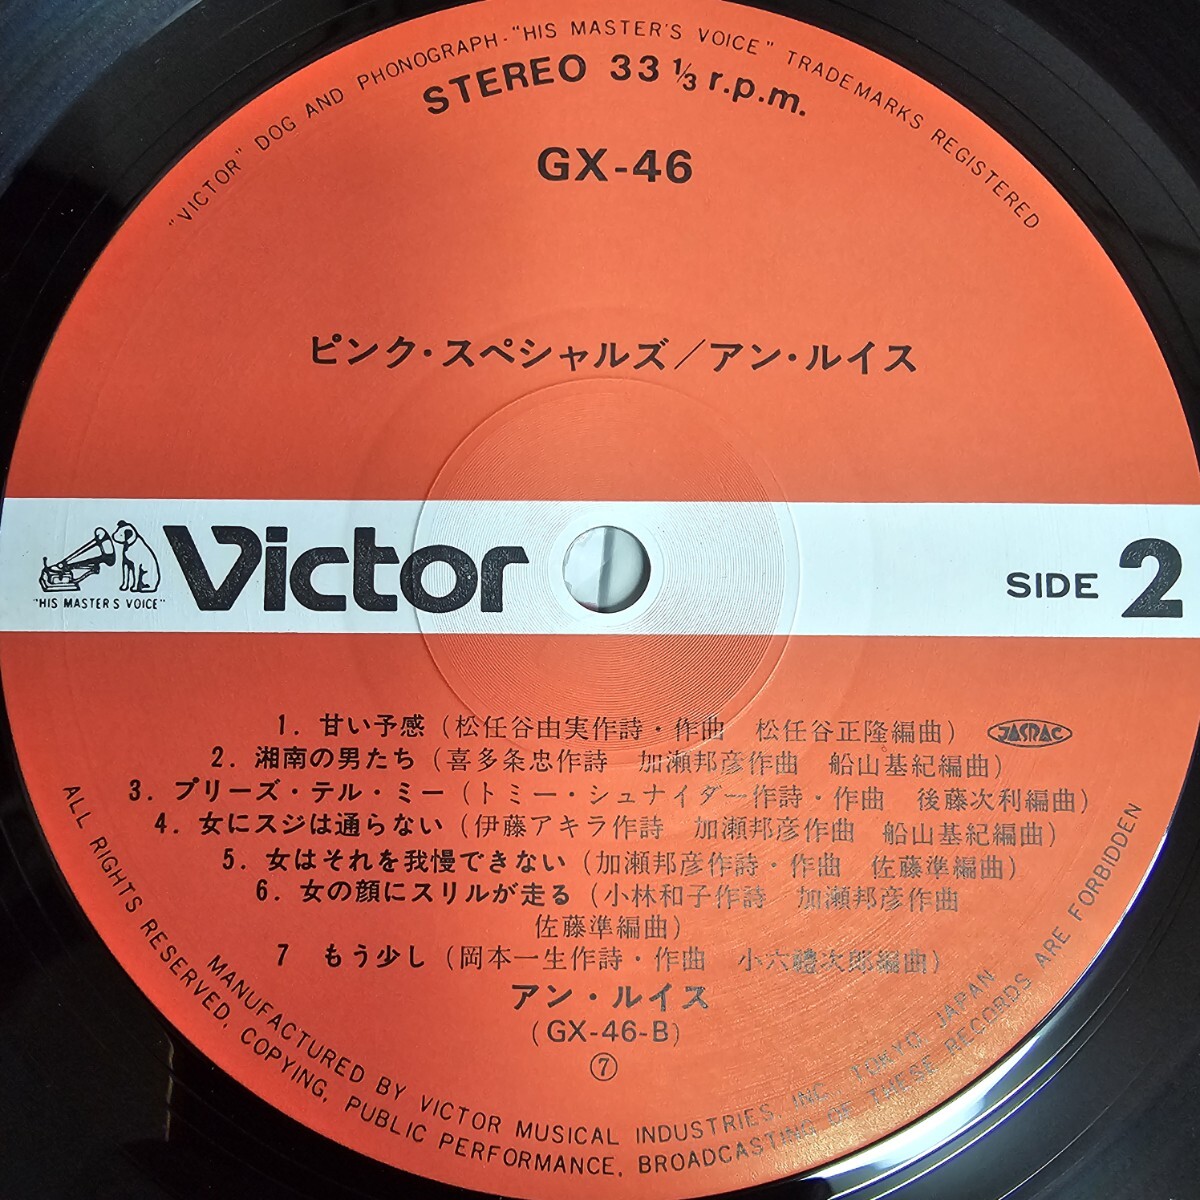 "VICTOR" DOG AND PHONOGRAPH-"HIS MASTER'S VOICE" TRADEMARKS REGISTERED
STEREO 33 1/3 r.p.m.
GX-46
ピンク・スペシャルズ/アン・ルイス
"HIS MASTER'S VOICE"
Victor
SIDE 2
1. 甘い予感 (松任谷由実作詩・作曲 松任谷正隆編曲) JASRAC
2. 湘南の男たち (喜多条忠作詩 加瀬邦彦作曲 船山基紀編曲)
3. プリーズ・テル・ミー (トミー・シュナイダー作詩・作曲 後藤次利編曲)
4. 女にスジは通らない (伊藤アキラ作詩 加瀬邦彦作曲 船山基紀編曲)
5. 女はそれを我慢できない (加瀬邦彦作詩・作曲 佐藤準編曲)
6. 女の顔にスリルが走る (小林和子作詩 加瀬邦彦作曲
佐藤準編曲)
7 もう少し (岡本一生作詩・作曲 小六禮次郎編曲)
アン・ルイス
(GX-46-B)
⑦
MANUFACTURED BY VICTOR MUSICAL INDUSTRIES, INC. TOKYO, JAPAN
ALL RIGHTS RESERVED, COPYING, PUBLIC PERFORMANCE, BROADCASTING OF THESE RECORDS ARE FORBIDDEN